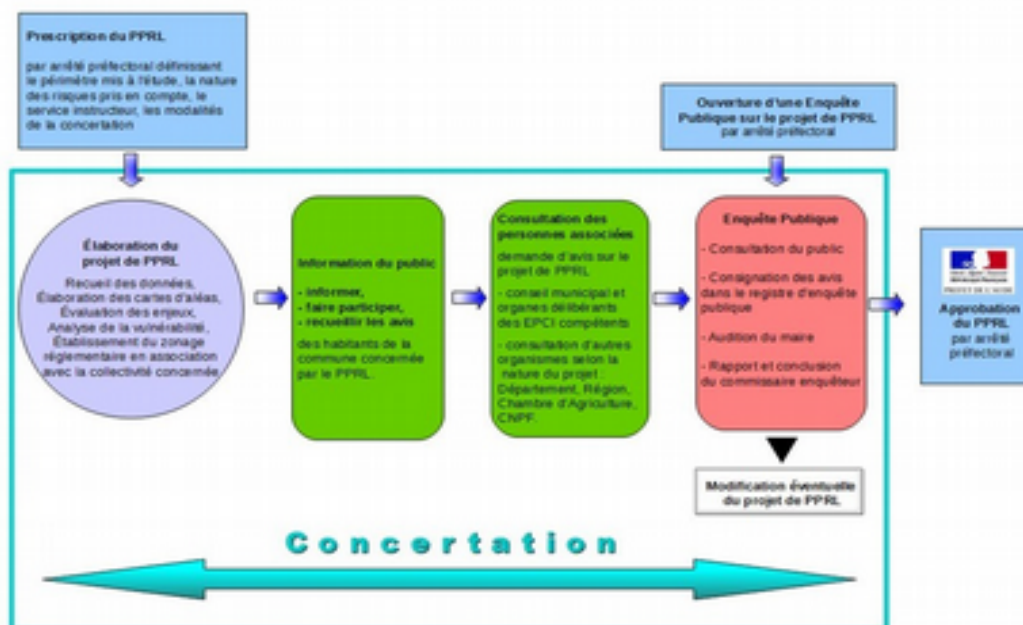 Prescription du PPRL
par arrêté préfectoral définissant
le périmètre mis à l'étude, la nature
des risques pris en compte, le
service instructeur, les modalités
de la concertation
Ouverture d'une Enquête
Publique sur le projet de PPRL
par arrêté préfectoral
Élaboration du
projet de PPRL
Recueil des données,
Élaboration des cartes d'aléas,
Évaluation des enjeux,
Analyse de la vulnérabilité,
Établissement du zonage
réglementaire en association
avec la collectivité concernée
Information du public
- informer,
- faire participer,
- recueillir les avis
des habitants de la
commune concernée
par le PPRL.
Consultation des
personnes associées
demande d'avis sur le
projet de PPRL
- conseil municipal et
organes délibérants
des EPCI compétents
- consultation d'autres
organismes selon la
nature du projet :
Département, Région,
Chambre d'Agriculture,
CNPF.
Enquête Publique
- Consultation du public
- Consignation des avis
dans le registre d'enquête
publique
- Audition du maire
- Rapport et conclusion
du commissaire enquêteur
Modification éventuelle
du projet de PPRL
Approbation
du PPRL
par arrêté
préfectoral
Concertation